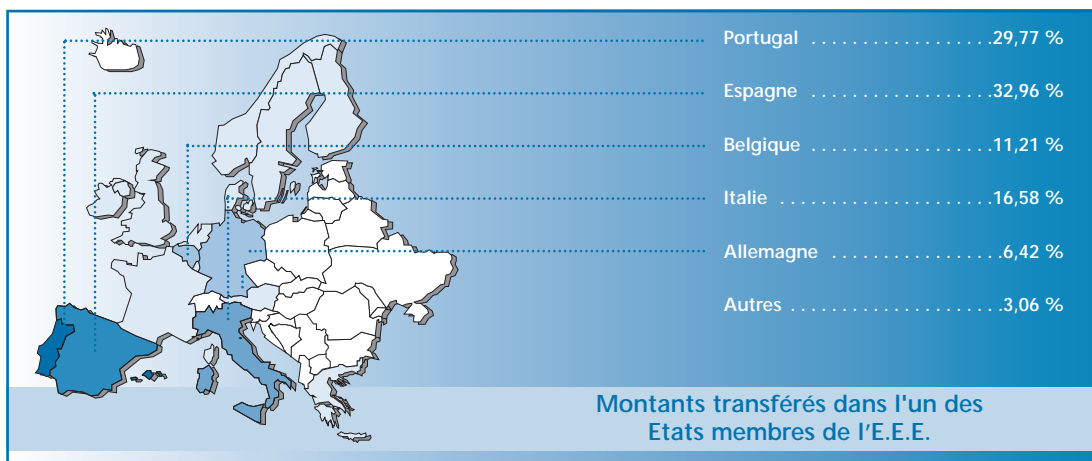 Portugal . . . . . . . . . . . . . . . . . .29,77 %
Espagne . . . . . . . . . . . . . . . . . .32,96 %
Belgique . . . . . . . . . . . . . . . . . .11,21 %
Italie . . . . . . . . . . . . . . . . . . . . .16,58 %
Allemagne . . . . . . . . . . . . . . . . .6,42 %
Autres . . . . . . . . . . . . . . . . . . . .3,06 %
Montants transférés dans l'un des
Etats membres de l'E.E.E.